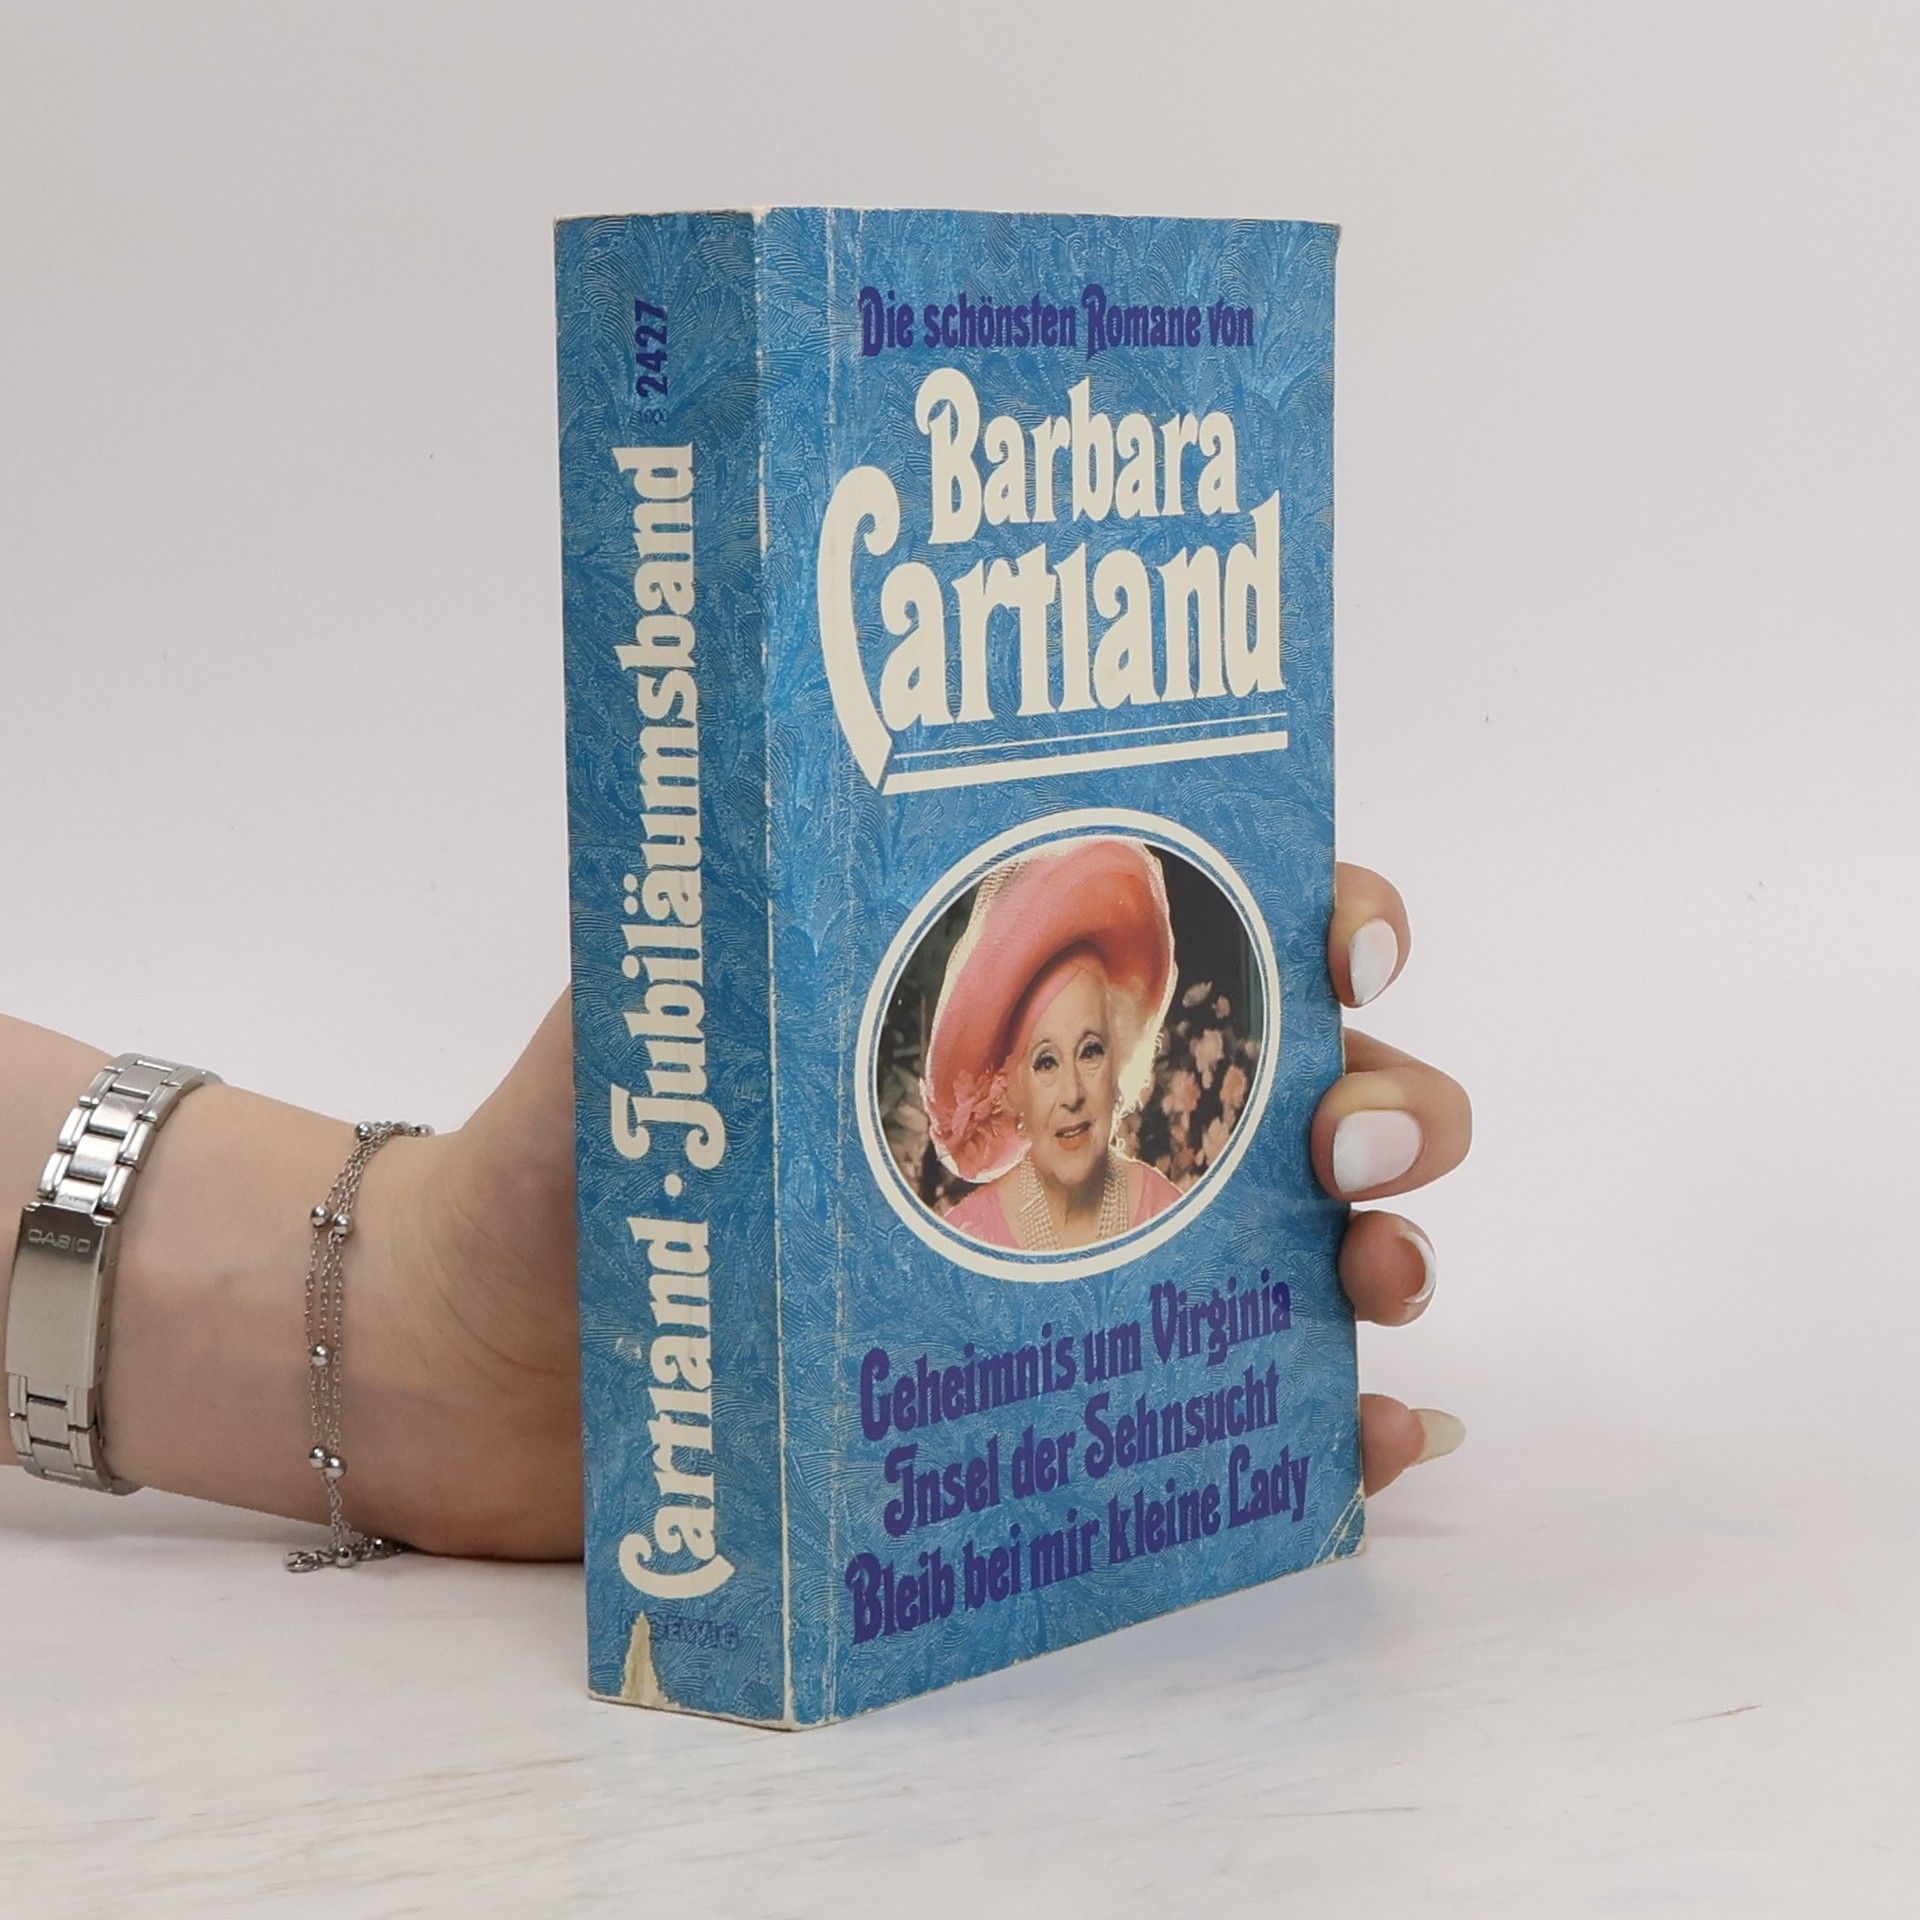 Die schönsten Romane von
Barbara
Cartland
Geheimnis um Virginia
Insel der Sehnsucht
Bleib bei mir kleine Lady
Cartland · Jubiläumsband
2427
CASIO